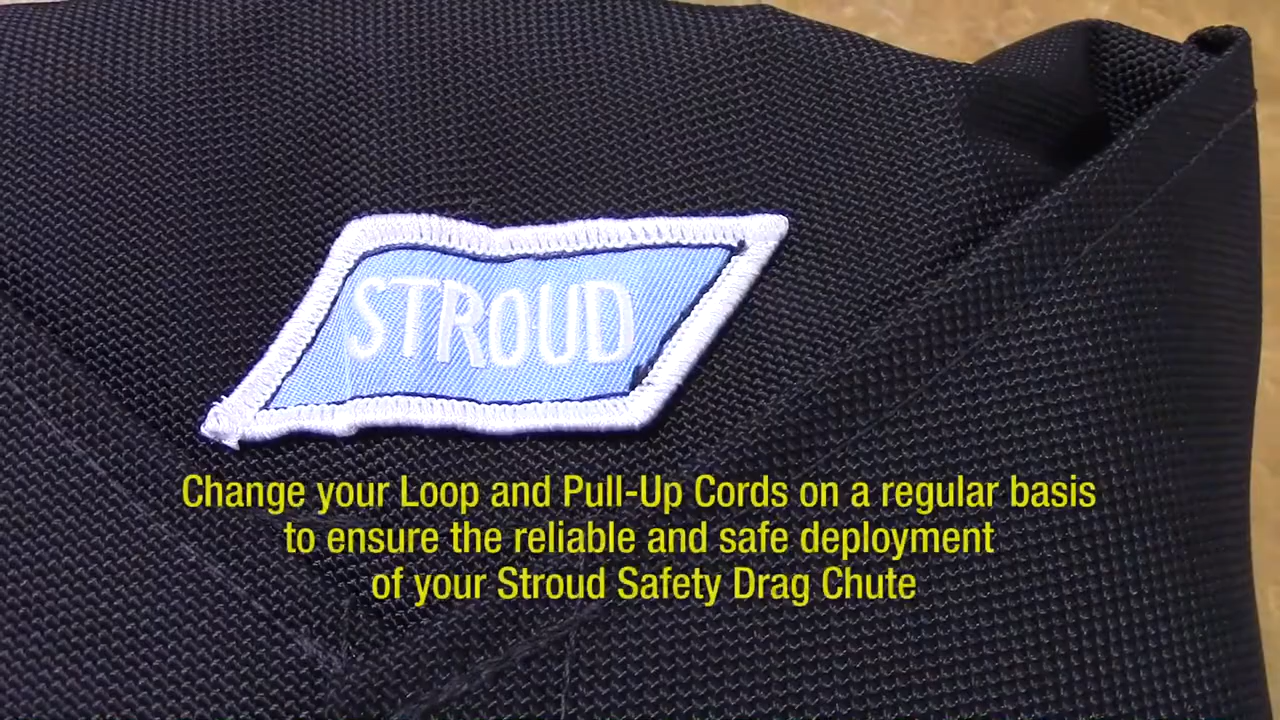 STROUD
Change your Loop and Pull-Up Cords on a regular basis
to ensure the reliable and safe deployment
of your Stroud Safety Drag Chute